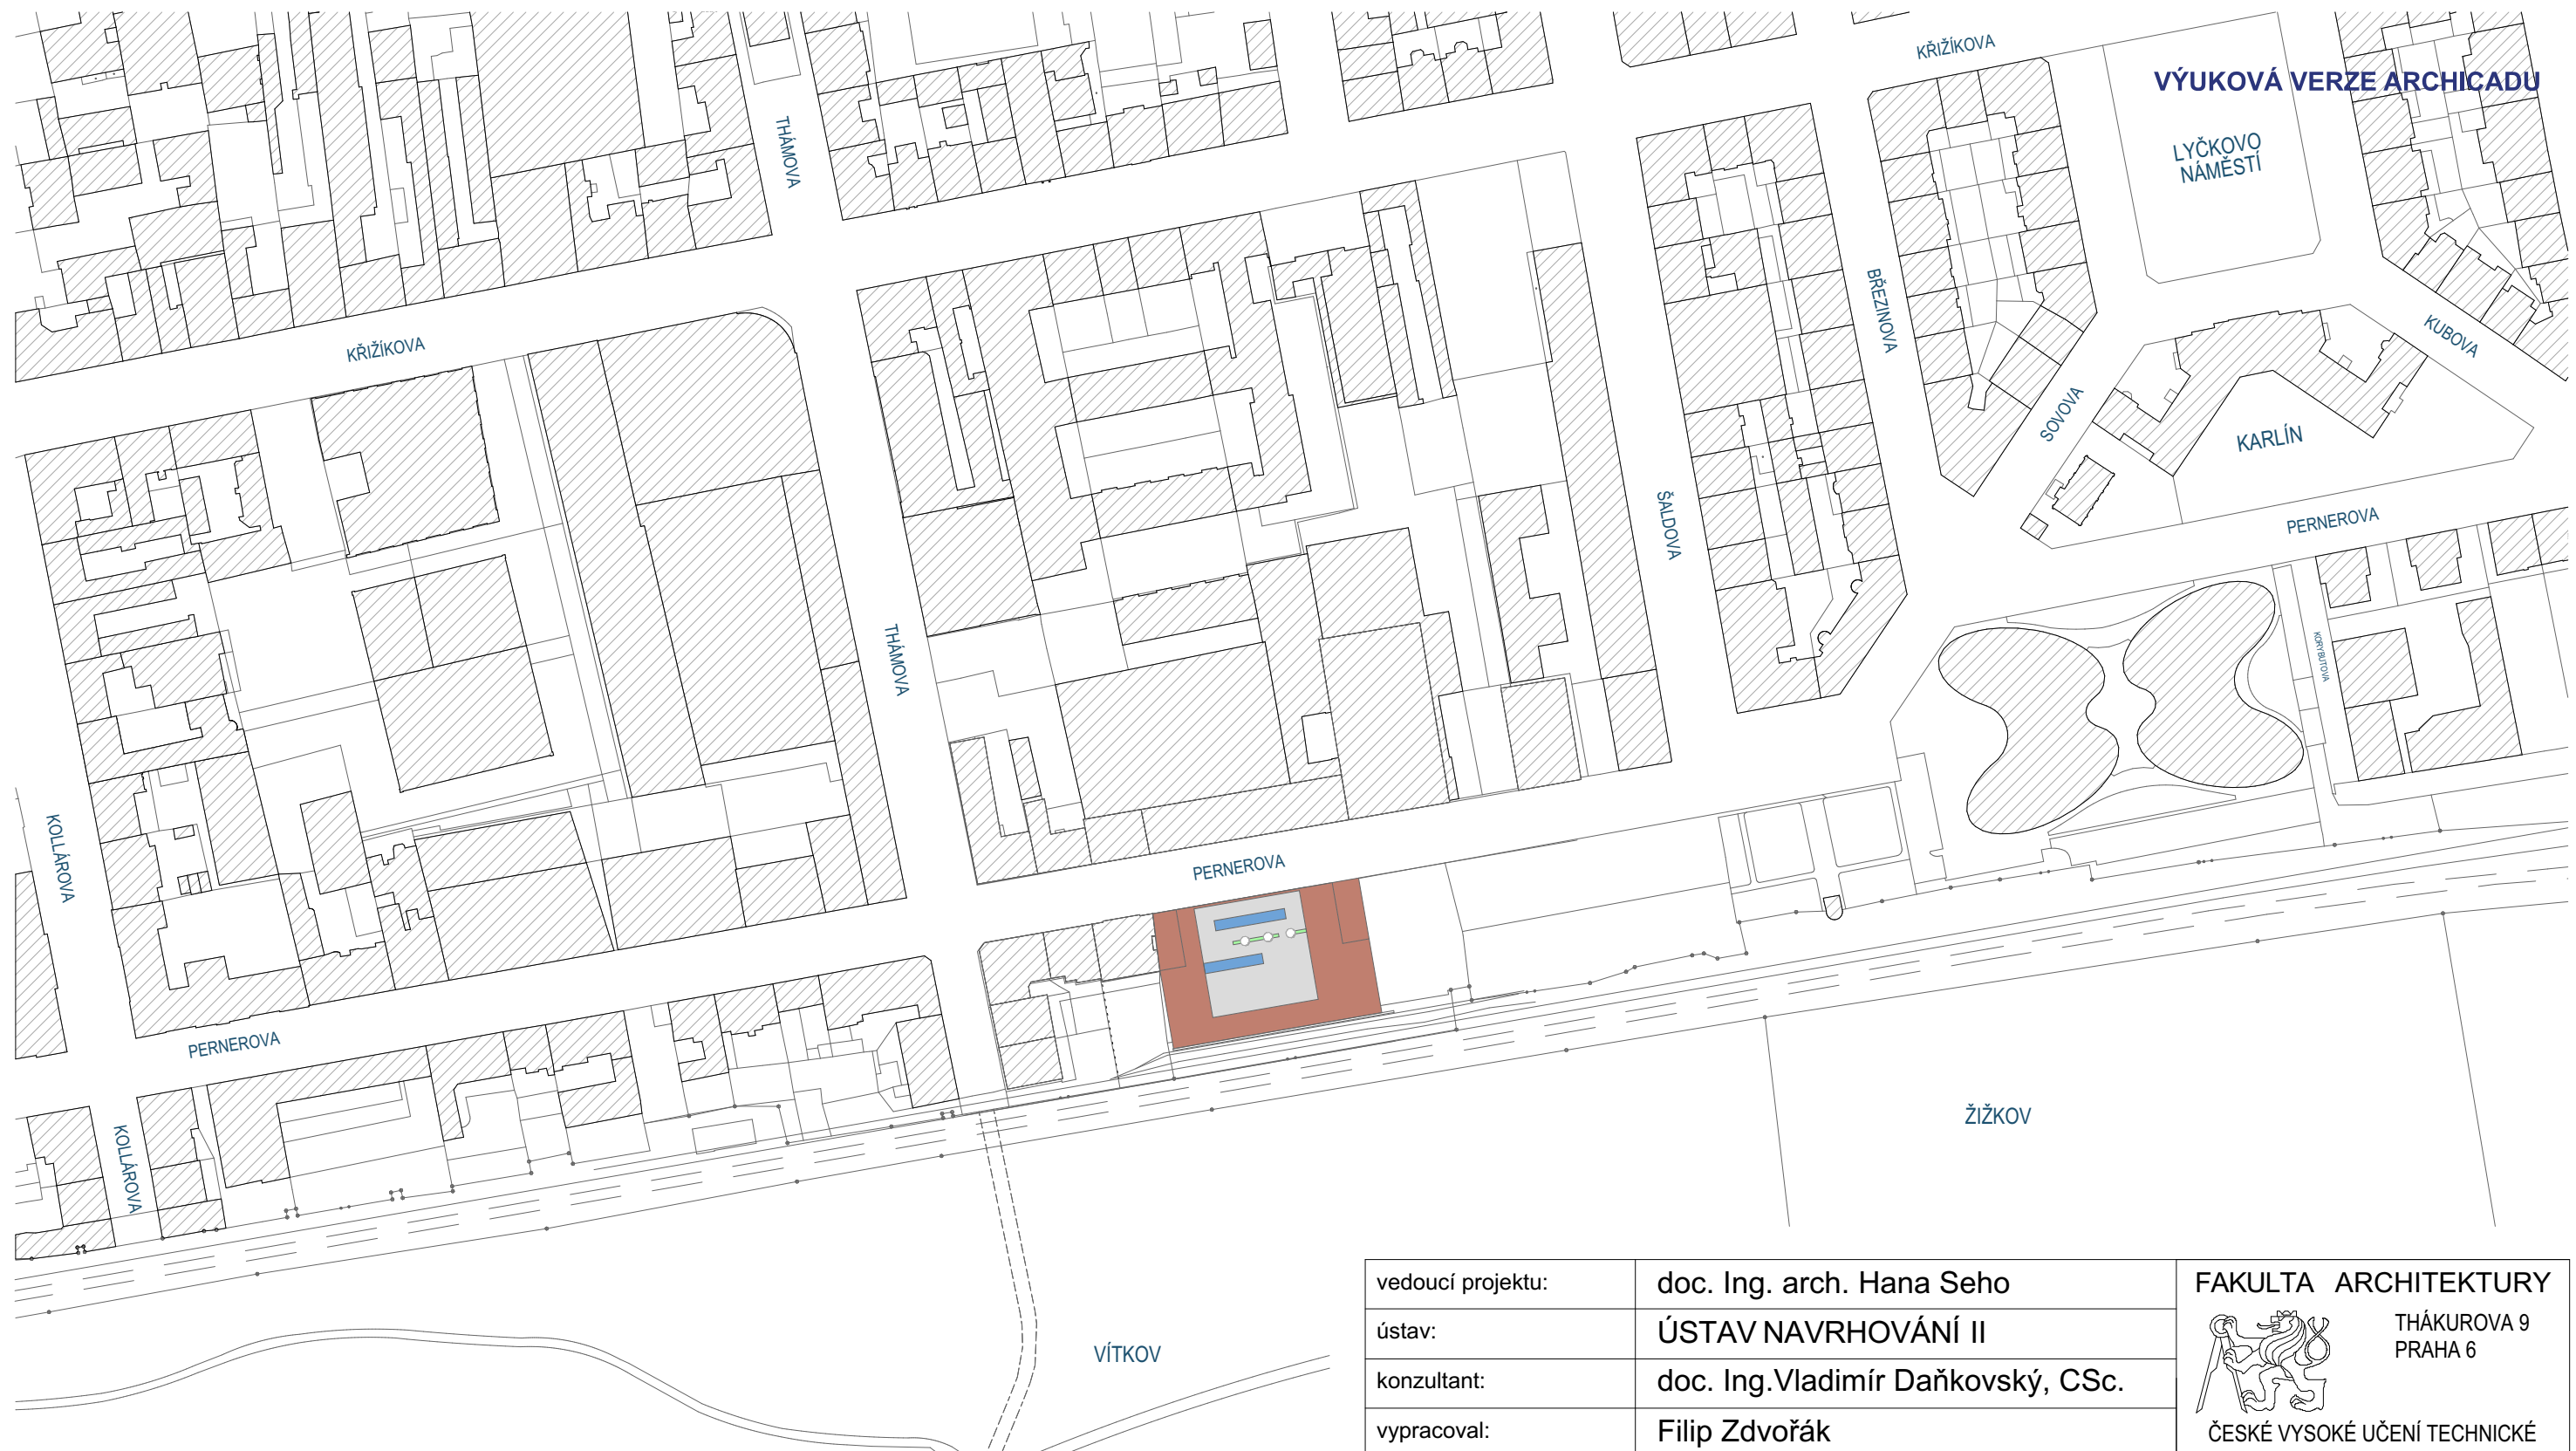 KŘIŽÍKOVA
VÝUKOVÁ VERZE ARCHICADU
THÁMOVA
LYČKOVO
NÁMĚSTÍ
BŘEZINOVA
KUBOVA
KŘIŽÍKOVA
SOVOVA
KARLÍN
ŠALDOVA
PERNEROVA
THÁMOVA
KORYBUTOVA
KOLLÁROVA
PERNEROVA
PERNEROVA
ŽIŽKOV
KOLLÁROVA
VÍTKOV
vedoucí projektu: doc. Ing. arch. Hana Seho
ústav: ÚSTAV NAVRHOVÁNÍ II
konzultant: doc. Ing.Vladimír Daňkovský, CSc.
vypracoval: Filip Zdvořák
FAKULTA ARCHITEKTURY
THÁKUROVA 9
PRAHA 6
ČESKÉ VYSOKÉ UČENÍ TECHNICKÉ